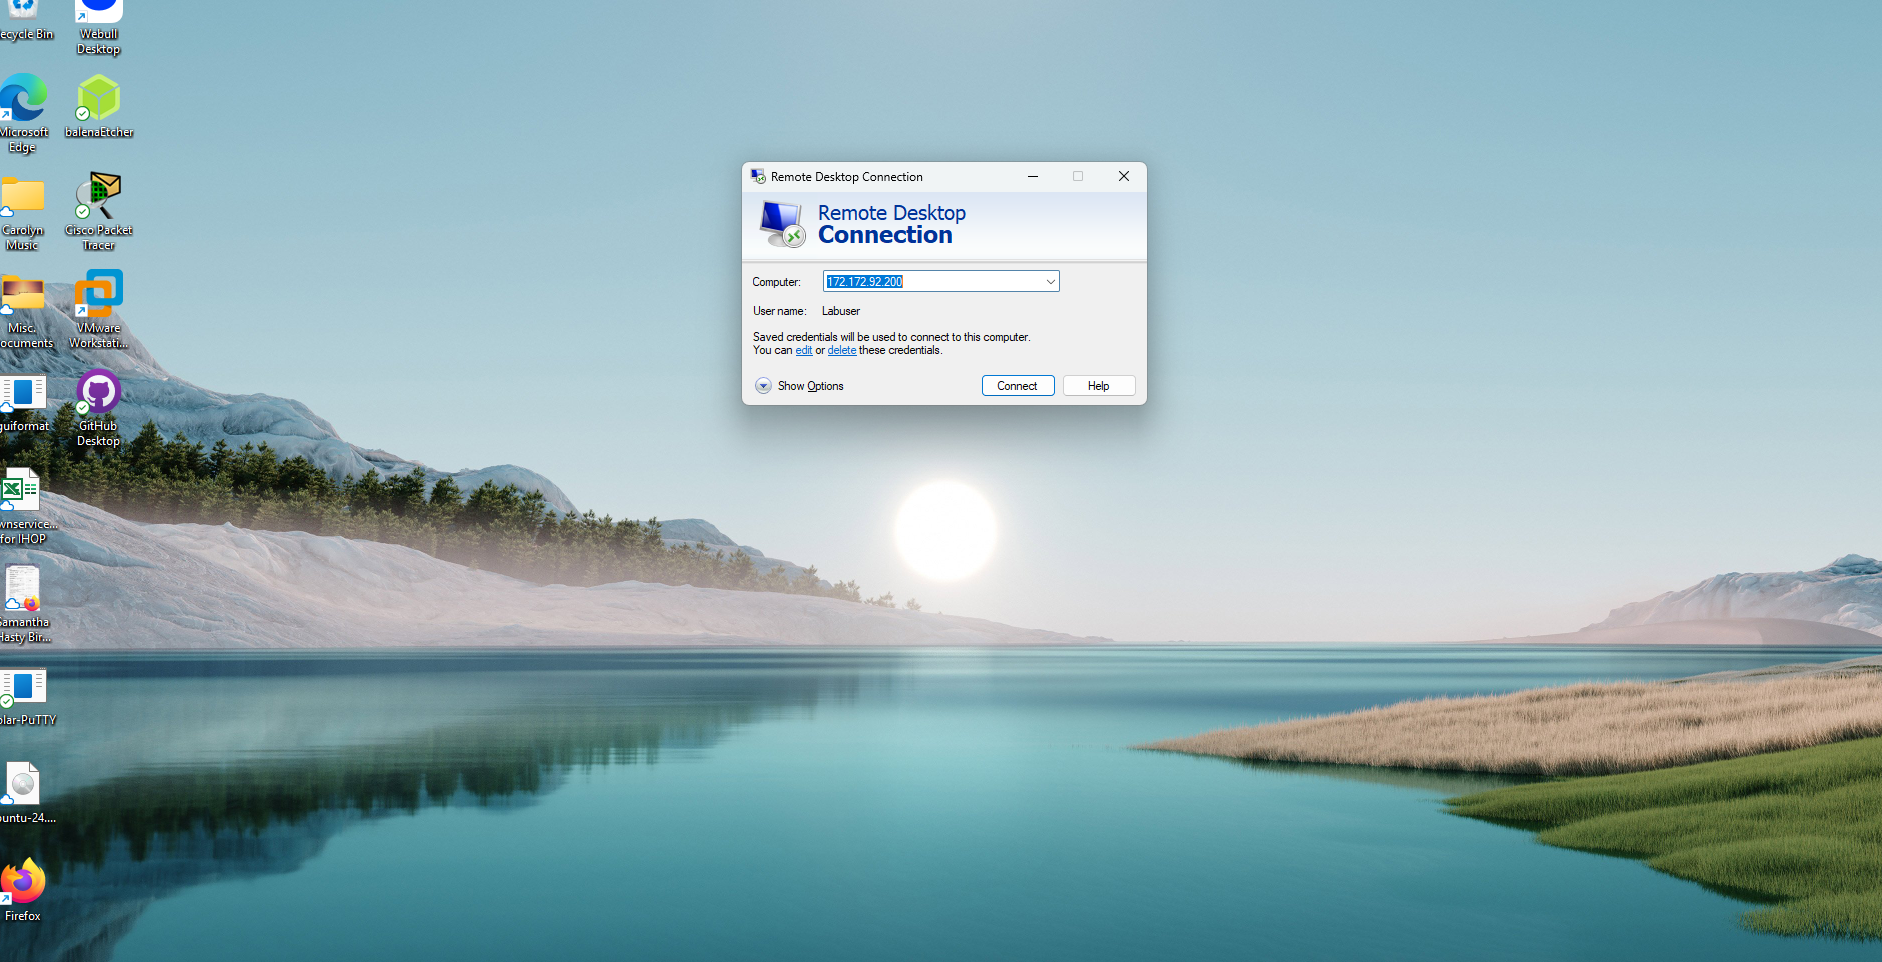 ecycle Bin
Webull
Desktop
Microsoft
Edge
balenaEtcher
Carolyn
Music
Cisco Packet
Tracer
Misc.
ocuments
VMware
Workstati...
guiformat
GitHub
Desktop
wnservice...
for IHOP
Samantha
Hasty Bir...
olar-PuTTY
buntu-24....
Firefox
Remote Desktop Connection
Remote Desktop
Connection
Computer: 172.172.92.200
User name: Labuser
Saved credentials will be used to connect to this computer.
You can edit or delete these credentials.
Show Options Connect Help